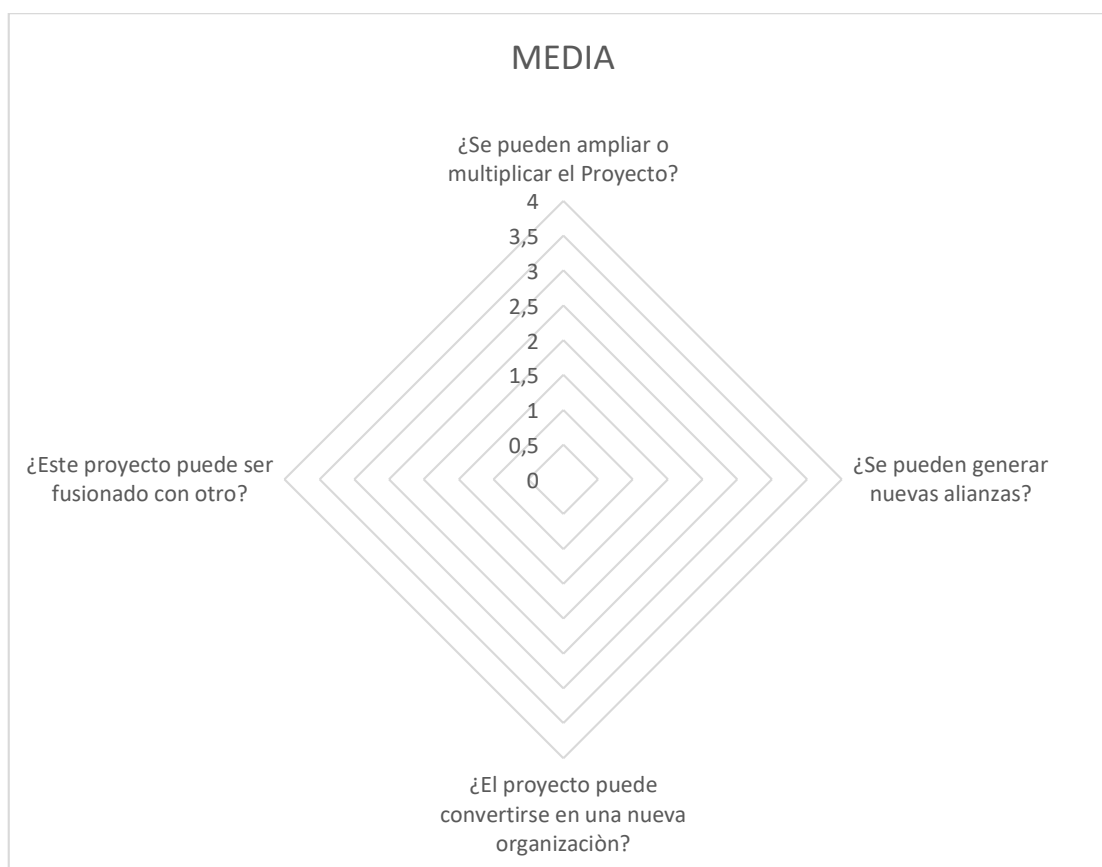 MEDIA
¿Se pueden ampliar o
multiplicar el Proyecto?
4
3,5
3
2,5
2
1,5
1
0,5
0
¿Este proyecto puede ser
fusionado con otro?
¿Se pueden generar
nuevas alianzas?
¿El proyecto puede
convertirse en una nueva
organizaciòn?